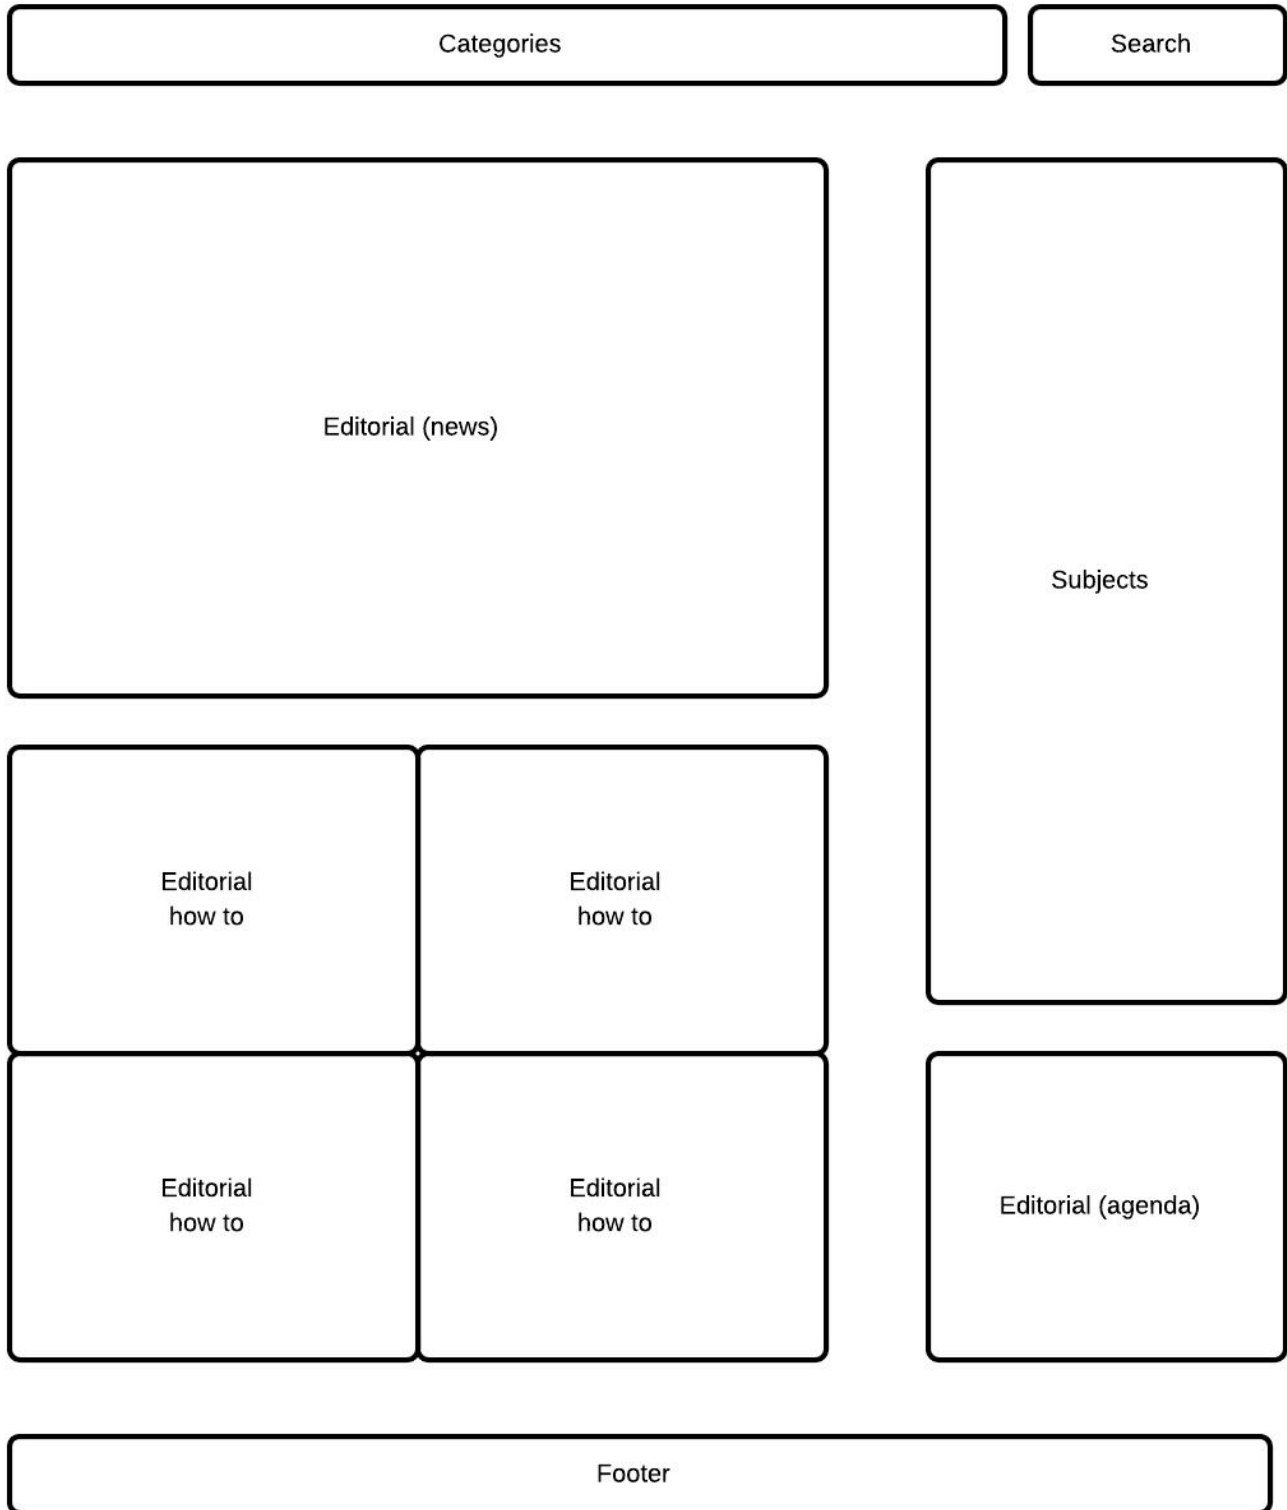 Categories
Search
Editorial (news)
Subjects
Editorial
how to
Editorial
how to
Editorial
how to
Editorial
how to
Editorial (agenda)
Footer